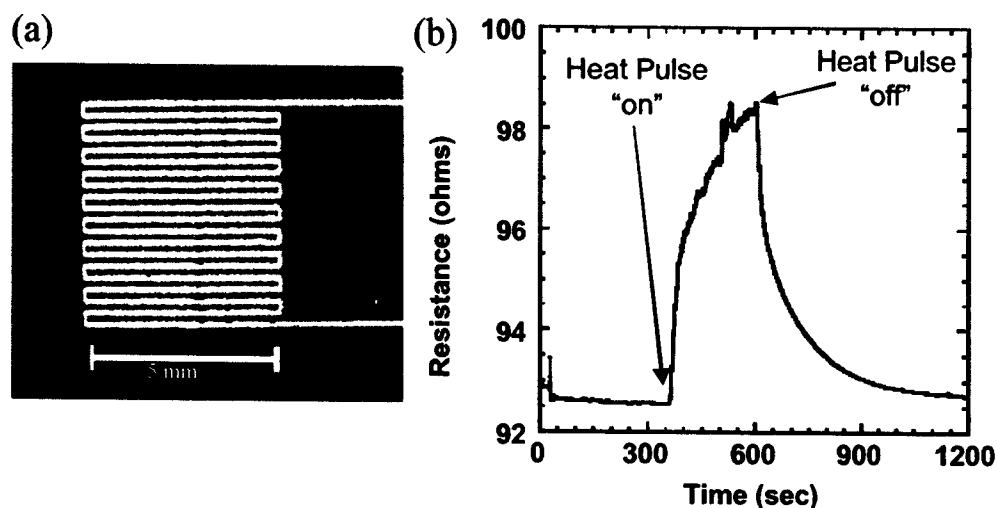 (a)
5 mm
(b)
100
98
96
94
92
0
300
600
900
1200
Resistance (ohms)
Time (sec)
Heat Pulse
“on”
Heat Pulse
“off”